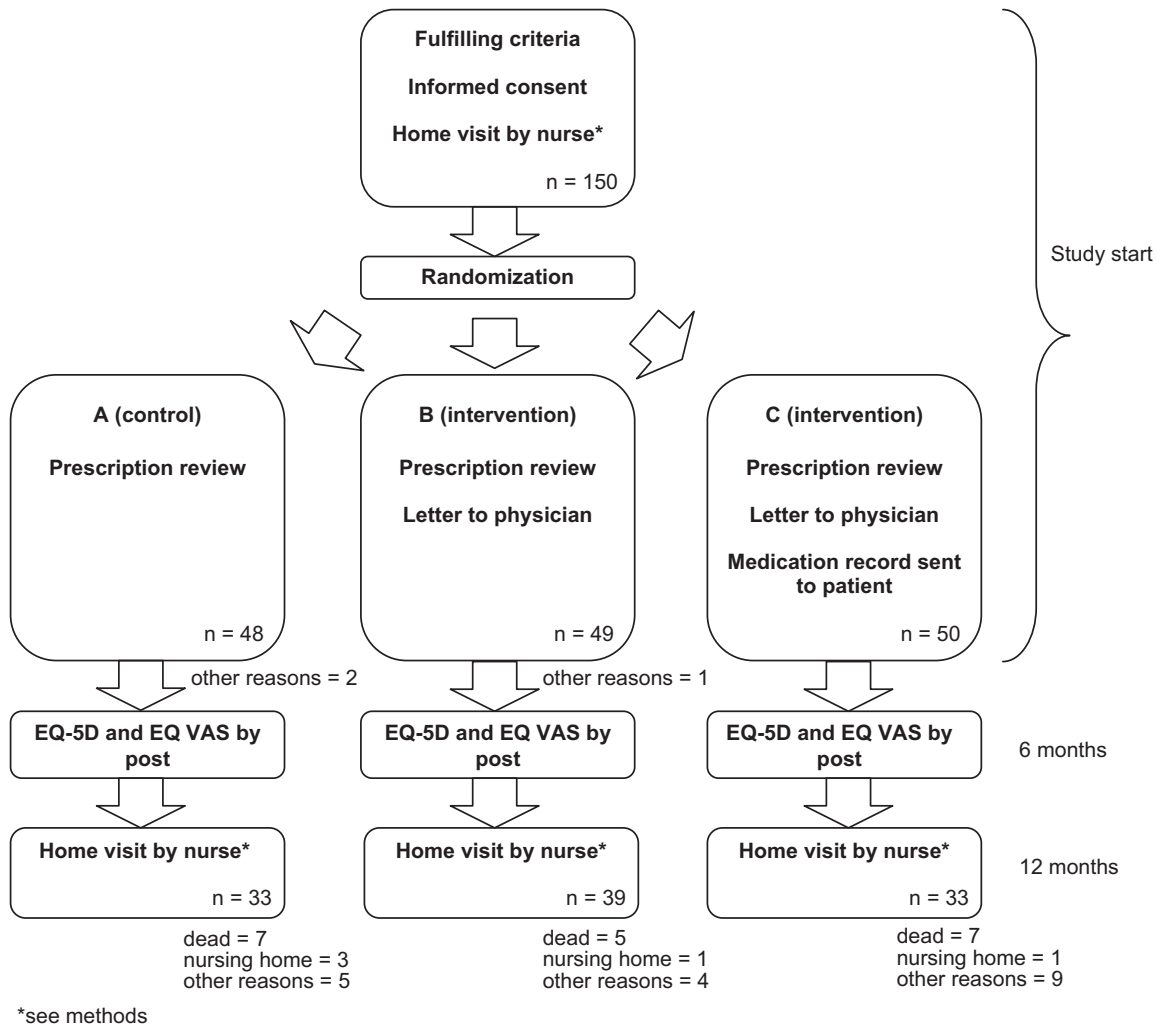 Fulfilling criteria
Informed consent
Home visit by nurse*
n = 150
Randomization
Study start
A (control)
Prescription review
n = 48
B (intervention)
Prescription review
Letter to physician
n = 49
C (intervention)
Prescription review
Letter to physician
Medication record sent
to patient
n = 50
other reasons = 2
other reasons = 1
EQ-5D and EQ VAS by
post
EQ-5D and EQ VAS by
post
EQ-5D and EQ VAS by
post
6 months
Home visit by nurse*
n = 33
Home visit by nurse*
n = 39
Home visit by nurse*
n = 33
12 months
dead = 7
nursing home = 3
other reasons = 5
dead = 5
nursing home = 1
other reasons = 4
dead = 7
nursing home = 1
other reasons = 9
*see methods